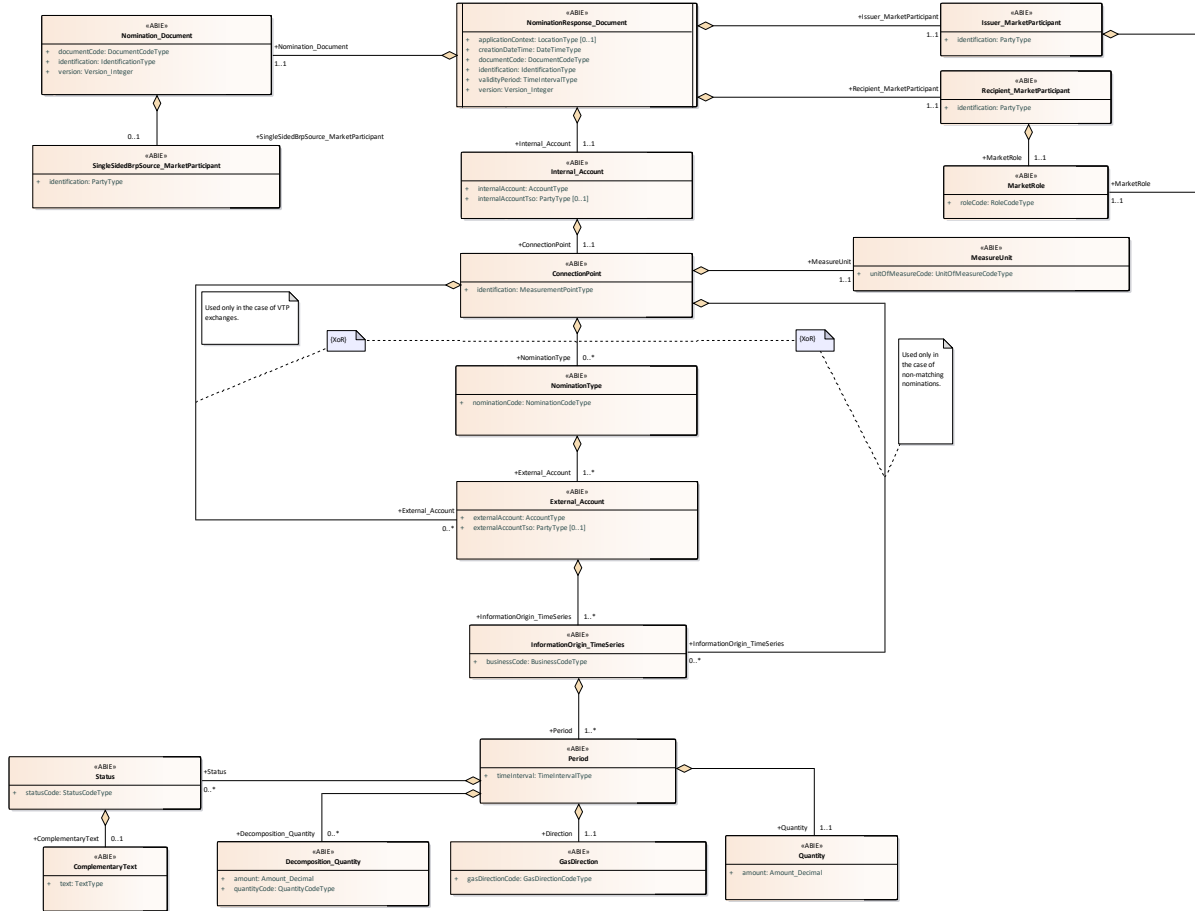 «ABIE»
Nomination_Document
+ documentCode: DocumentCodeType
+ identification: IdentificationType
+ version: Version_Integer
+Nomination_Document
1..1
«ABIE»
NominationResponse_Document
+ applicationContext: LocationType [0..1]
+ creationDateTime: DateTimeType
+ documentCode: DocumentCodeType
+ identification: IdentificationType
+ validityPeriod: TimeIntervalType
+ version: Version_Integer
+Issuer_MarketParticipant
1..1
«ABIE»
Issuer_MarketParticipant
+ identification: PartyType
+Recipient_MarketParticipant
1..1
«ABIE»
Recipient_MarketParticipant
+ identification: PartyType
0..1
+SingleSidedBrpSource_MarketParticipant
«ABIE»
SingleSidedBrpSource_MarketParticipant
+ identification: PartyType
+Internal_Account
1..1
«ABIE»
Internal_Account
+ internalAccount: AccountType
+ internalAccountTso: PartyType [0..1]
+MarketRole
1..1
«ABIE»
MarketRole
+ roleCode: RoleCodeType
+MarketRole
1..1
+ConnectionPoint
1..1
«ABIE»
ConnectionPoint
+ identification: MeasurementPointType
+MeasureUnit
1..1
«ABIE»
MeasureUnit
+ unitOfMeasureCode: UnitOfMeasureCodeType
Used only in the case of VTP
exchanges.
{XoR}
{XoR}
Used only in
the case of
non-matching
nominations.
+NominationType
0..*
«ABIE»
NominationType
+ nominationCode: NominationCodeType
+External_Account
1..*
+External_Account
0..*
«ABIE»
External_Account
+ externalAccount: AccountType
+ externalAccountTso: PartyType [0..1]
+InformationOrigin_TimeSeries
1..*
«ABIE»
InformationOrigin_TimeSeries
+ businessCode: BusinessCodeType
+InformationOrigin_TimeSeries
0..*
+Period
1..*
«ABIE»
Period
+ timeInterval: TimeIntervalType
«ABIE»
Status
+ statusCode: StatusCodeType
+Status
0..*
+ComplementaryText
0..1
«ABIE»
ComplementaryText
+ text: TextType
+Decomposition_Quantity
0..*
«ABIE»
Decomposition_Quantity
+ amount: Amount_Decimal
+ quantityCode: QuantityCodeType
+Direction
1..1
«ABIE»
GasDirection
+ gasDirectionCode: GasDirectionCodeType
+Quantity
1..1
«ABIE»
Quantity
+ amount: Amount_Decimal